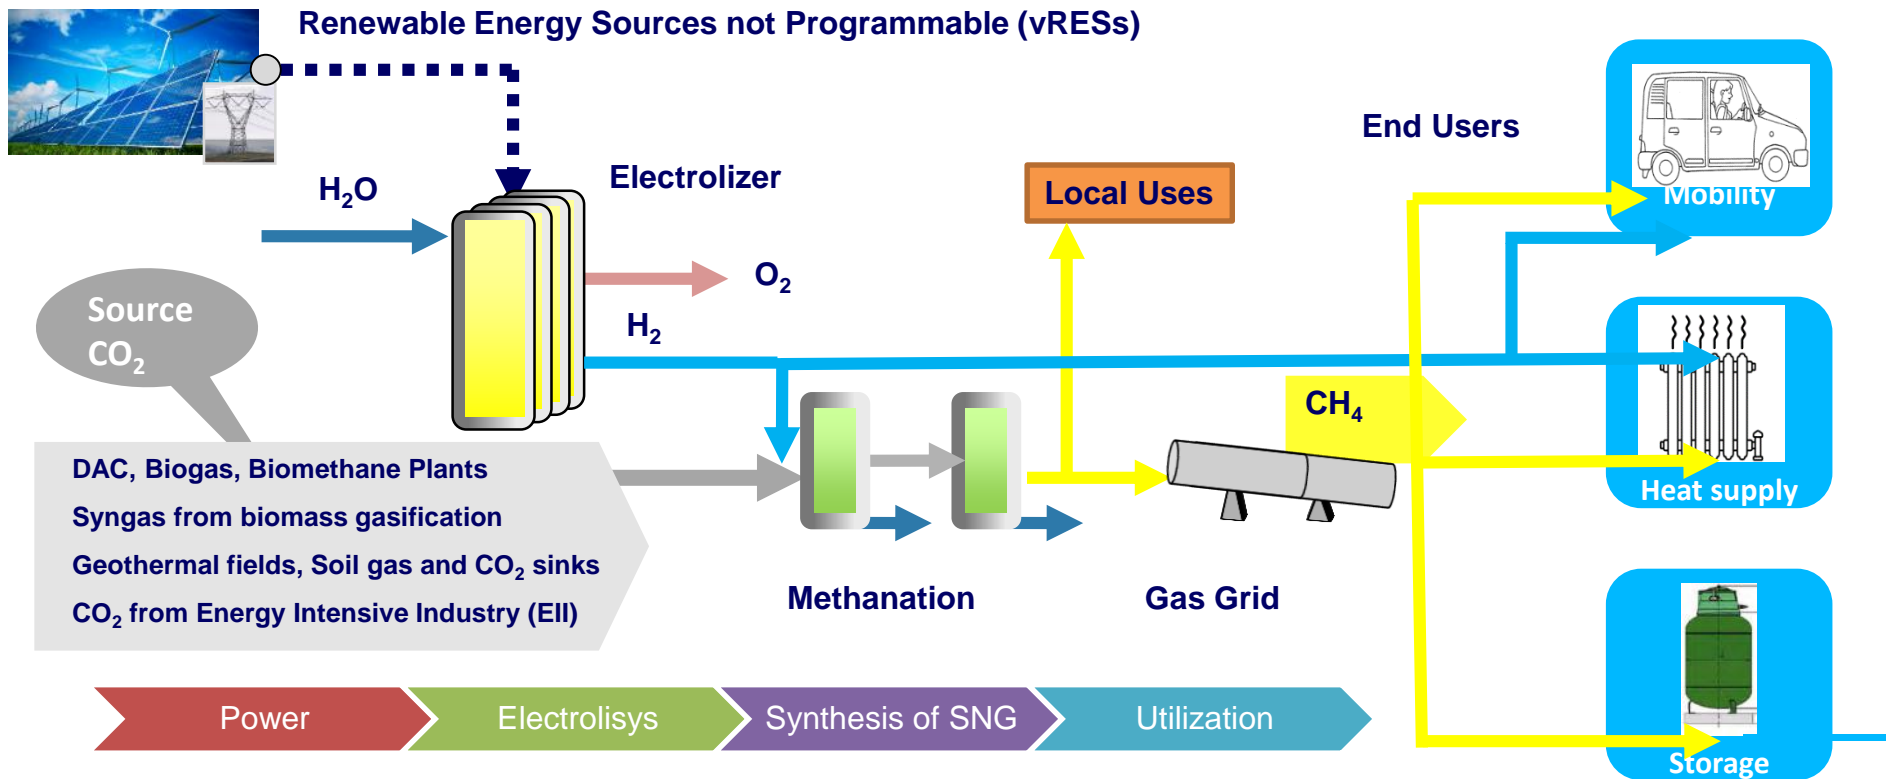 Renewable Energy Sources not Programmable (vRESs)
End Users
Electrolizer
H₂O
Local Uses
Mobility
O₂
Source
CO₂
H₂
CH₄
DAC, Biogas, Biomethane Plants
Syngas from biomass gasification
Geothermal fields, Soil gas and CO₂ sinks
CO₂ from Energy Intensive Industry (EII)
Heat supply
Methanation
Gas Grid
Power
Electrolisys
Synthesis of SNG
Utilization
Storage